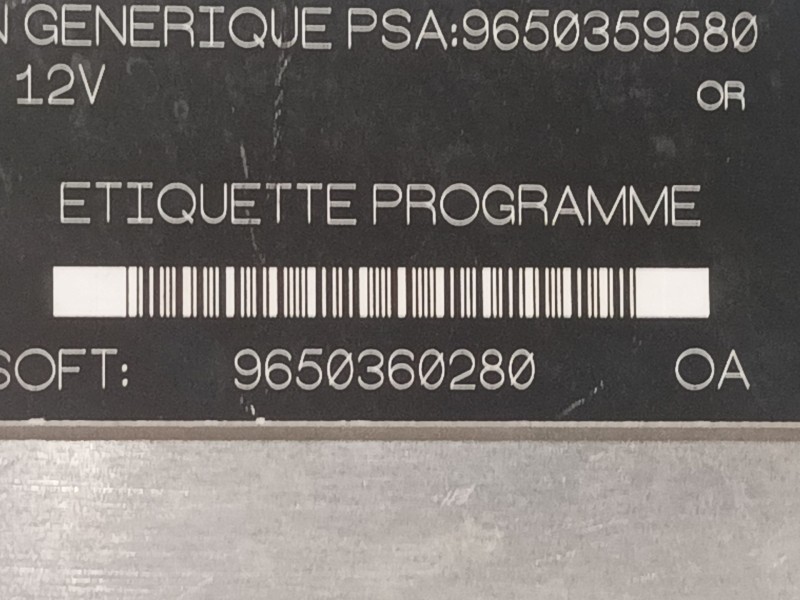 N GENERIQUE PSA:9650359580
12V OR
ETIQUETTE PROGRAMME
SOFT: 9650360280 OA